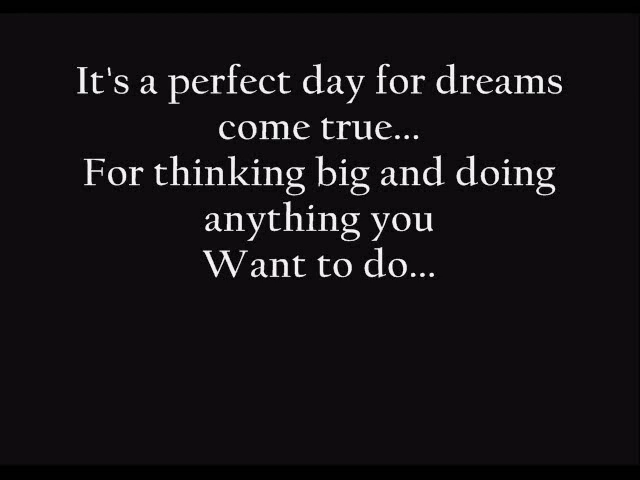 It's a perfect day for dreams
come true...
For thinking big and doing
anything you
Want to do...